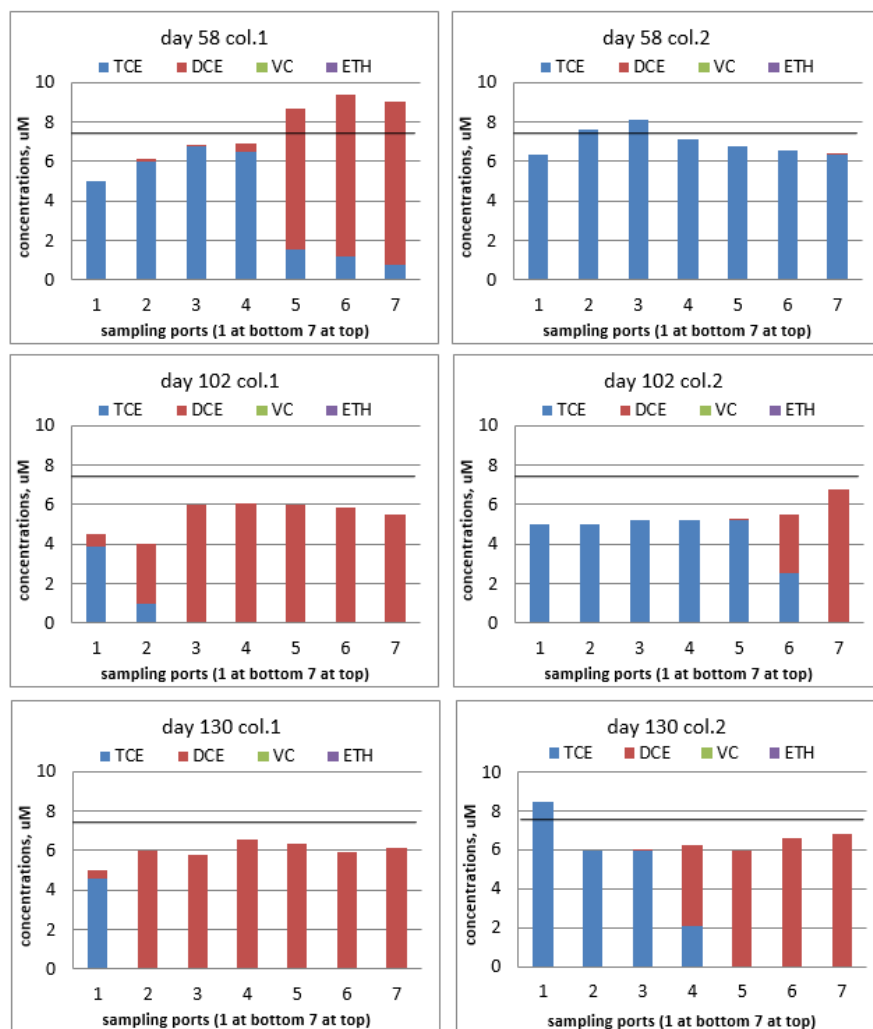 day 58 col.1
TCE DCE VC ETH
10
8
6
4
2
0
concentrations, uM
1 2 3 4 5 6 7
sampling ports (1 at bottom 7 at top)
day 58 col.2
TCE DCE VC ETH
10
8
6
4
2
0
concentrations, uM
1 2 3 4 5 6 7
sampling ports (1 at bottom 7 at top)
day 102 col.1
TCE DCE VC ETH
10
8
6
4
2
0
concentrations, uM
1 2 3 4 5 6 7
sampling ports (1 at bottom 7 at top)
day 102 col.2
TCE DCE VC ETH
10
8
6
4
2
0
concentrations, uM
1 2 3 4 5 6 7
sampling ports (1 at bottom 7 at top)
day 130 col.1
TCE DCE VC ETH
10
8
6
4
2
0
concentrations, uM
1 2 3 4 5 6 7
sampling ports (1 at bottom 7 at top)
day 130 col.2
TCE DCE VC ETH
10
8
6
4
2
0
concentrations, uM
1 2 3 4 5 6 7
sampling ports (1 at bottom 7 at top)